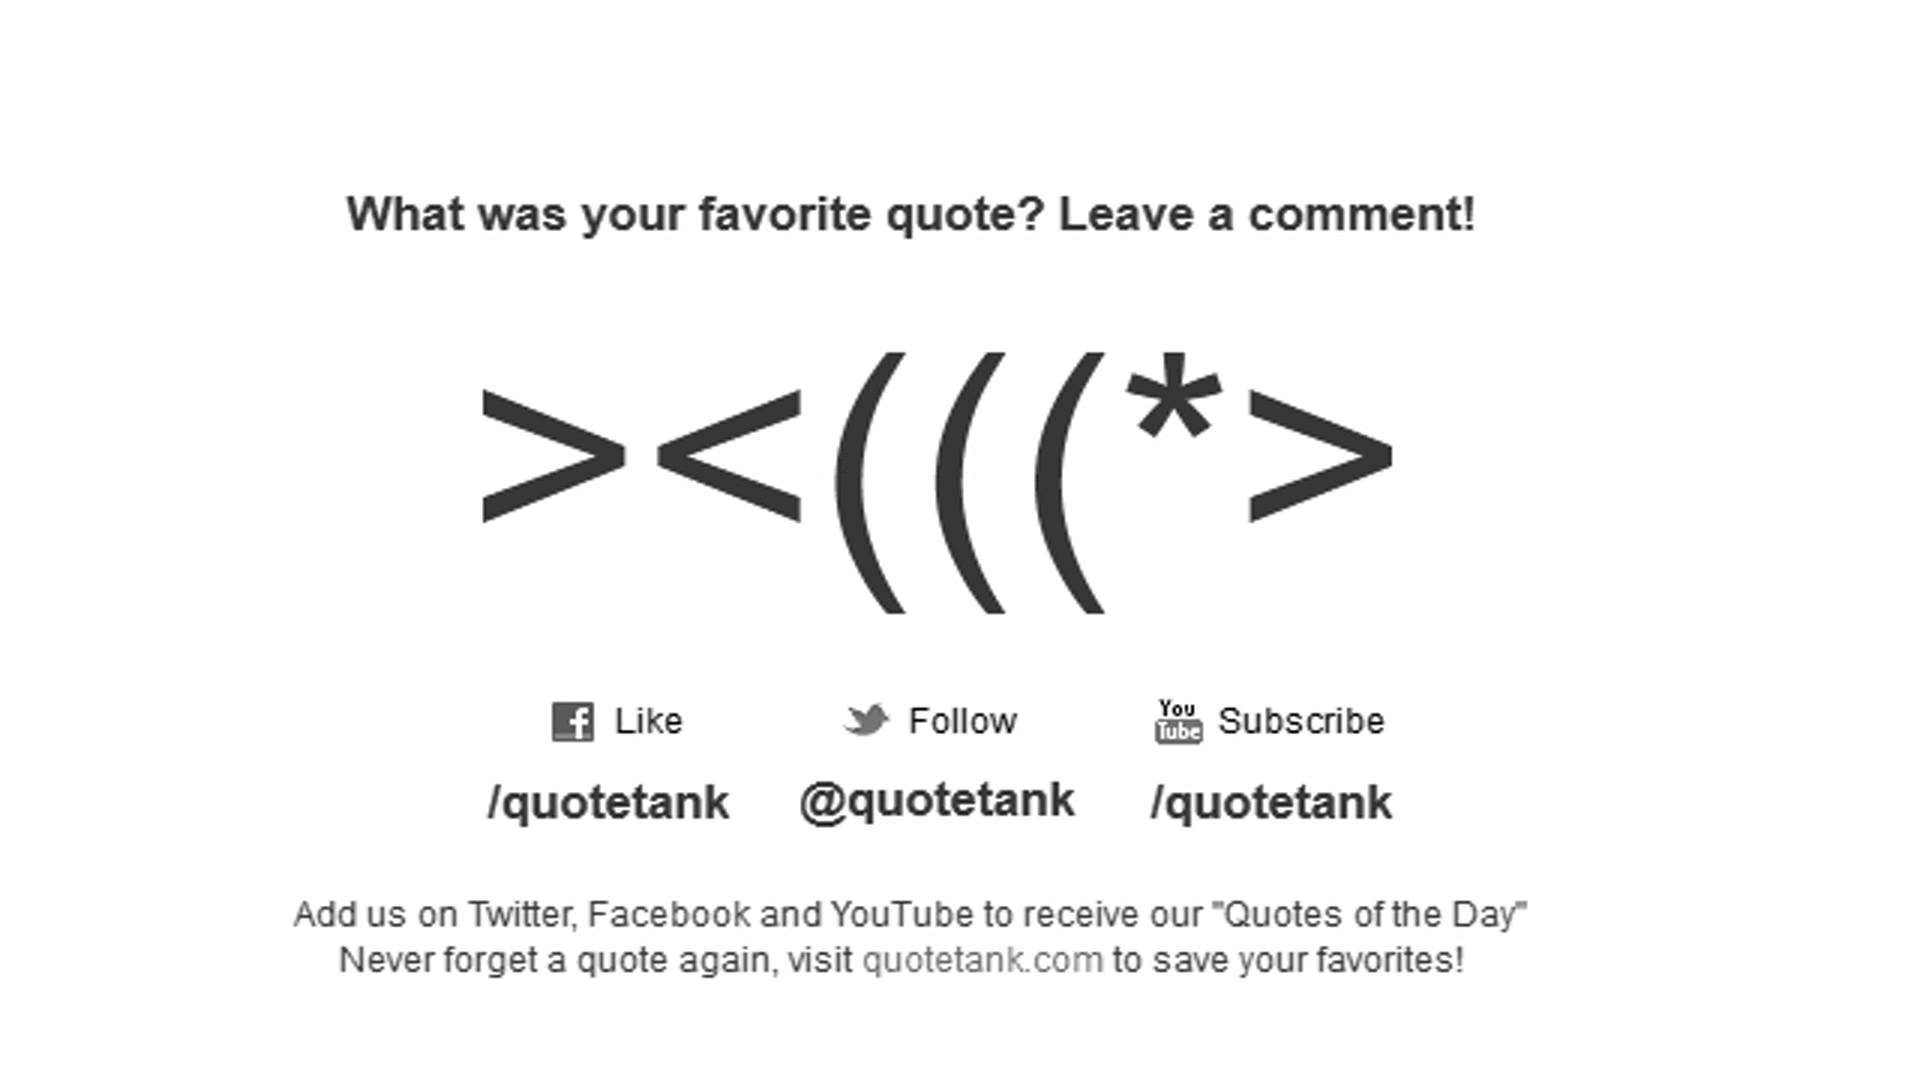 What was your favorite quote? Leave a comment!
><(((*>
f Like Follow You Tube Subscribe
/quotetank @quotetank /quotetank
Add us on Twitter, Facebook and YouTube to receive our "Quotes of the Day"
Never forget a quote again, visit quotetank.com to save your favorites!